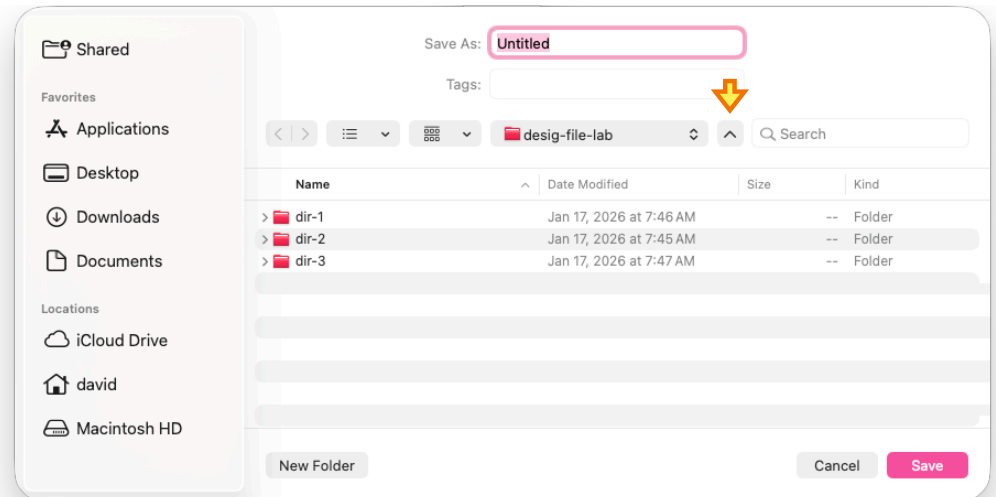 Shared
Favorites
Applications
Desktop
Downloads
Documents
Locations
iCloud Drive
david
Macintosh HD
Save As: Untitled
Tags:
desig-file-lab Search
Name Date Modified Size Kind
dir-1 Jan 17, 2026 at 7:46 AM -- Folder
dir-2 Jan 17, 2026 at 7:45 AM -- Folder
dir-3 Jan 17, 2026 at 7:47 AM -- Folder
New Folder Cancel Save